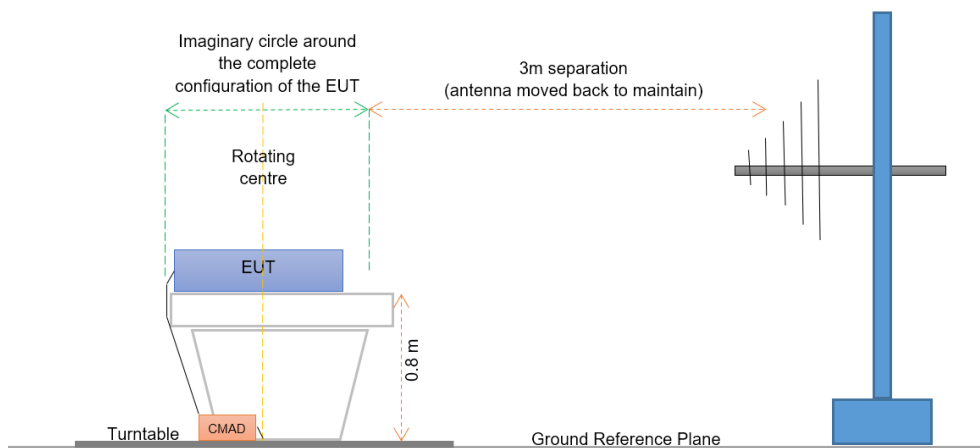 Imaginary circle around
the complete
configuration of the EUT
3m separation
(antenna moved back to maintain)
Rotating
centre
EUT
0.8 m
CMAD
Turntable
Ground Reference Plane